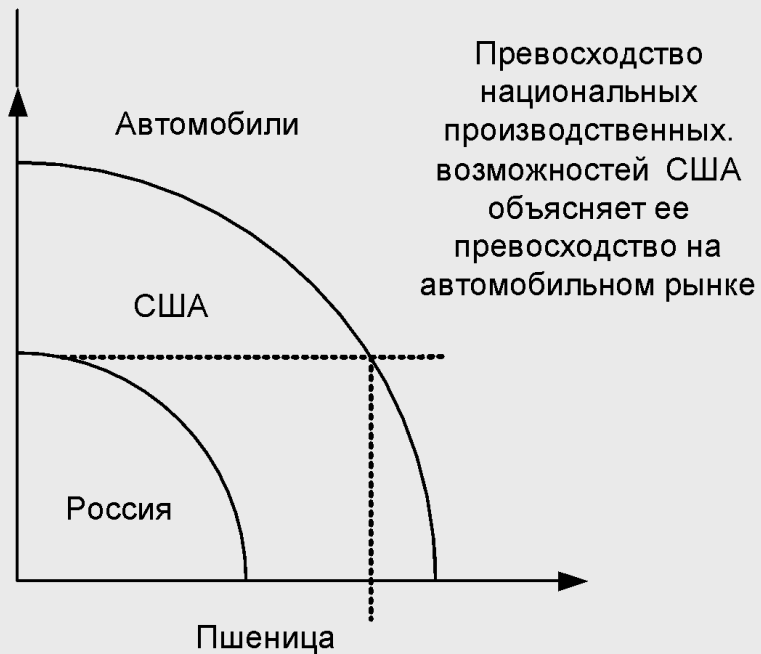 Превосходство
национальных
производственных.
возможностей США
объясняет ее
превосходство на
автомобильном рынке
Автомобили
США
Россия
Пшеница